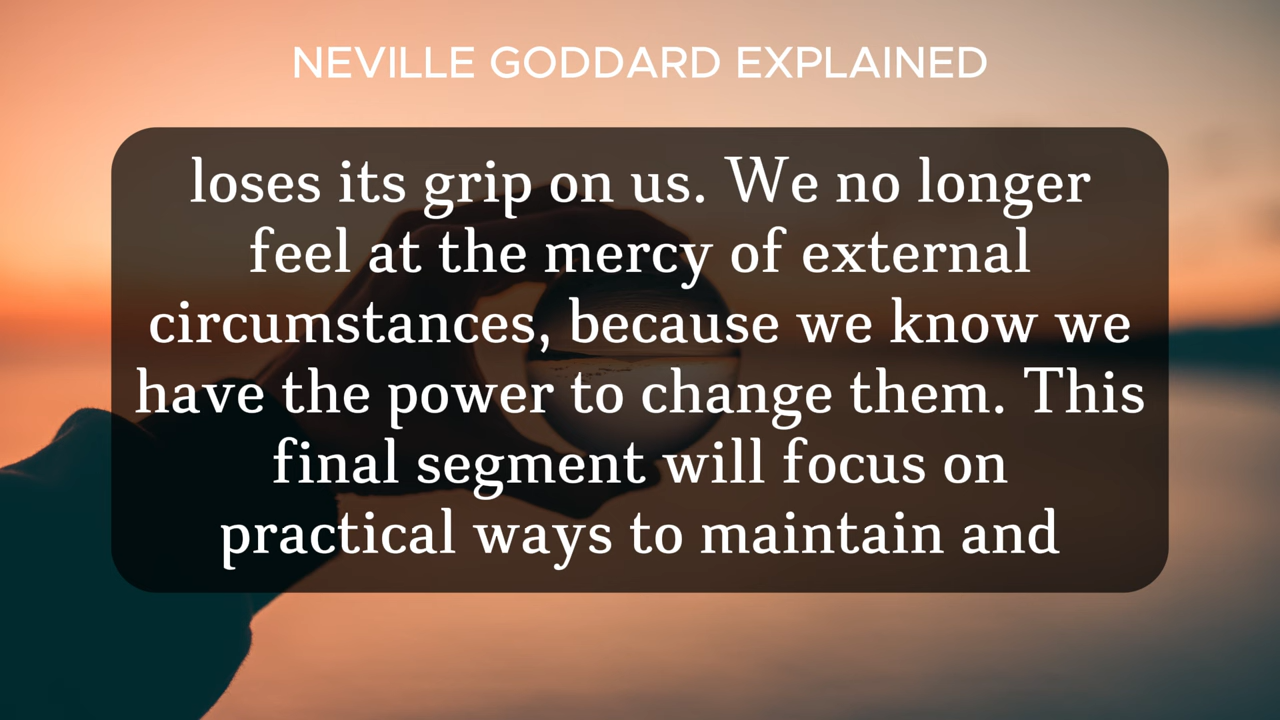 NEVILLE GODDARD EXPLAINED
loses its grip on us. We no longer
feel at the mercy of external
circumstances, because we know we
have the power to change them. This
final segment will focus on
practical ways to maintain and